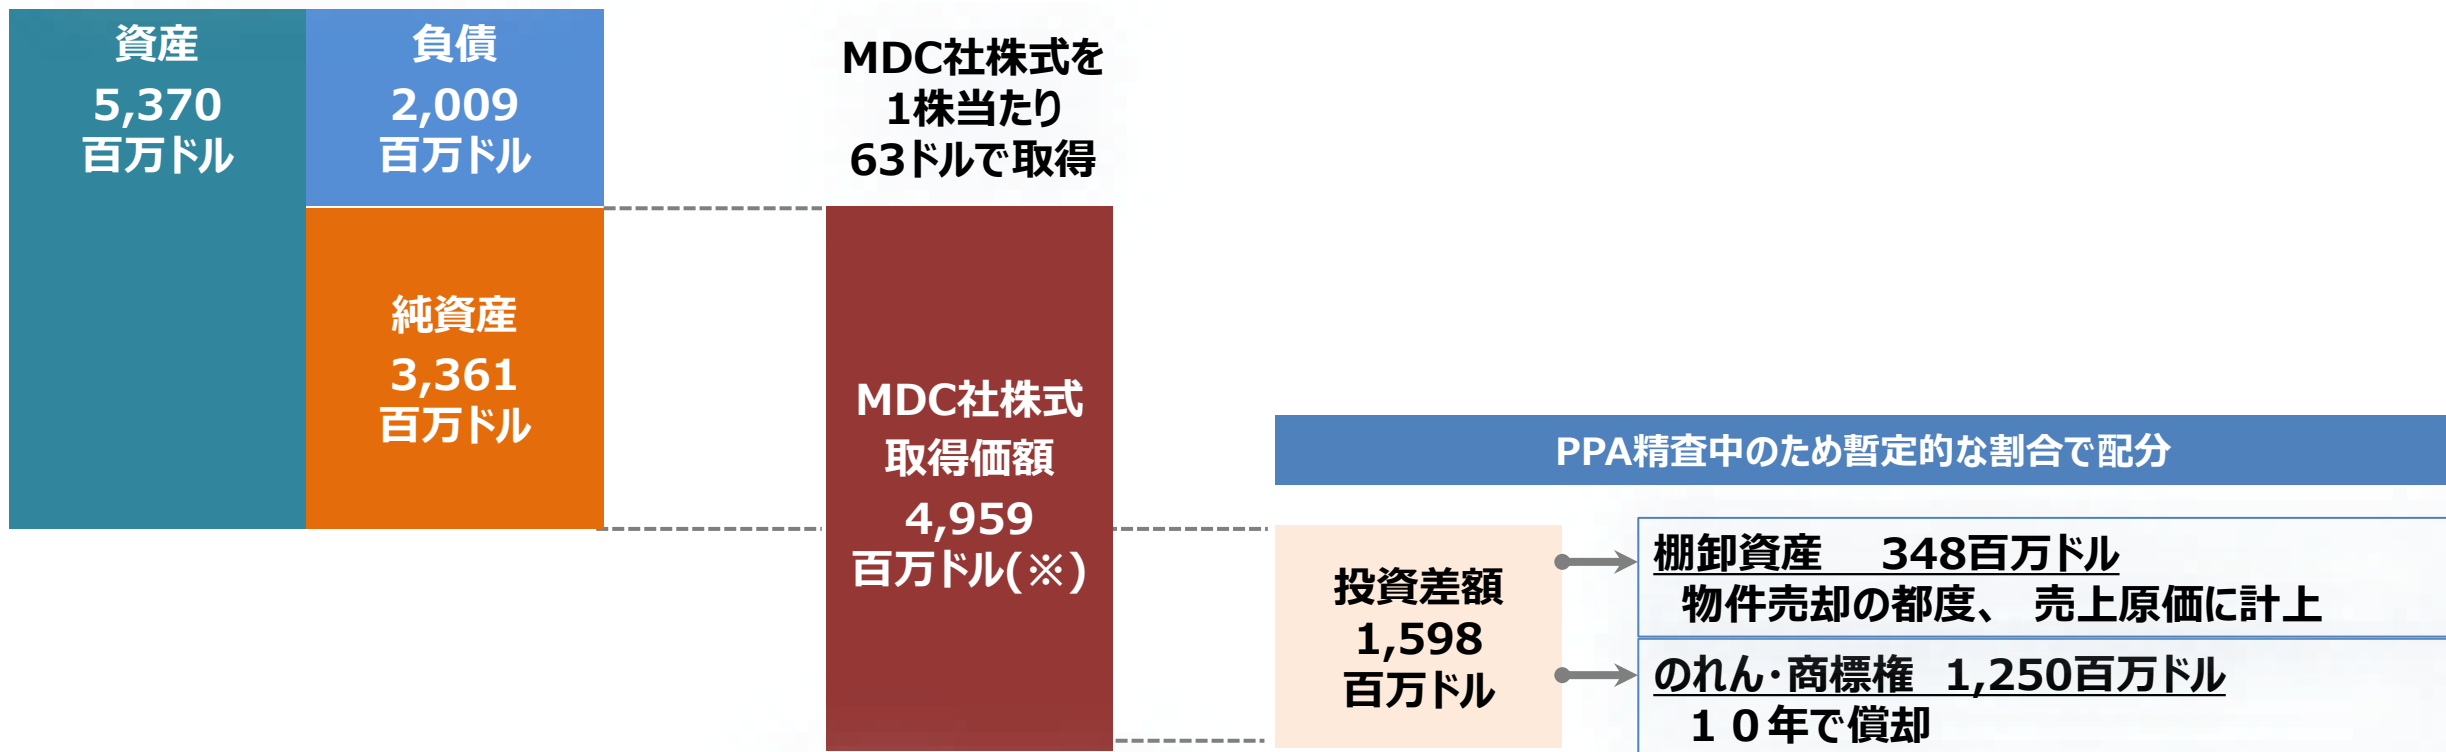 資産
5,370
百万ドル
負債
2,009
百万ドル
純資産
3,361
百万ドル
MDC社株式を
1株当たり
63ドルで取得
MDC社株式
取得価額
4,959
百万ドル(※)
PPA精査中のため暫定的な割合で配分
投資差額
1,598
百万ドル
棚卸資産　348百万ドル
物件売却の都度、 売上原価に計上
のれん・商標権　1,250百万ドル
１０年で償却